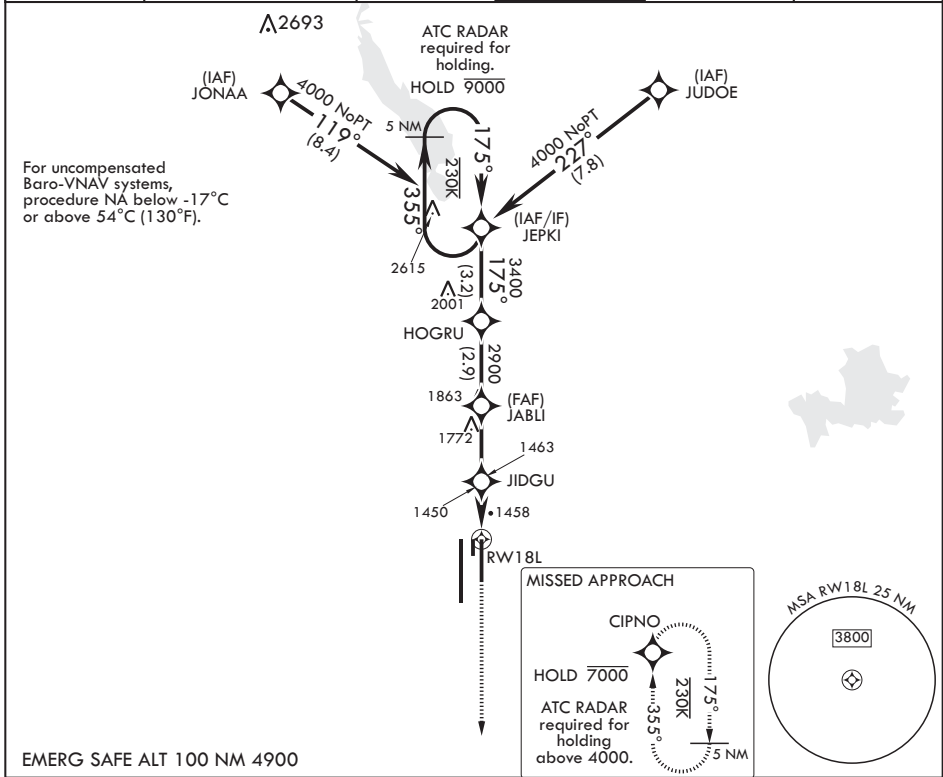 2693
ATC RADAR
required for
holding.
HOLD 9000
(IAF)
JONAA
4000 NoPT
119°
(8.4)
(IAF)
JUDOE
4000 NoPT
227°
(7.8)
5 NM
175°
230K
355°
For uncompensated
Baro-VNAV systems,
procedure NA below -17°C
or above 54°C (130°F).
(IAF/IF)
JEPKI
2615
3400
175°
(3.2)
2001
HOGRU
2900
(2.9)
1863
(FAF)
JABLI
1772
1463
JIDGU
1450
1458
RW18L
MISSED APPROACH
CIPNO
HOLD 7000
ATC RADAR
required for
holding
above 4000.
355°
230K
175°
5 NM
MSA RW18L 25 NM
3800
EMERG SAFE ALT 100 NM 4900